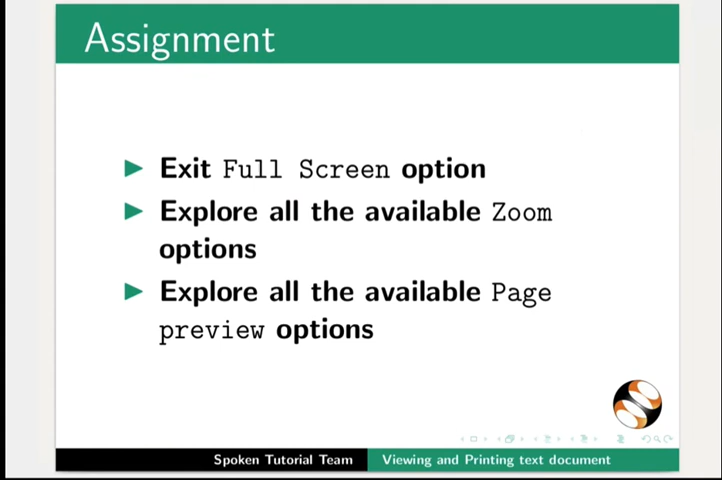 Assignment
Exit Full Screen option
Explore all the available Zoom
options
Explore all the available Page
preview options
Spoken Tutorial Team Viewing and Printing text document